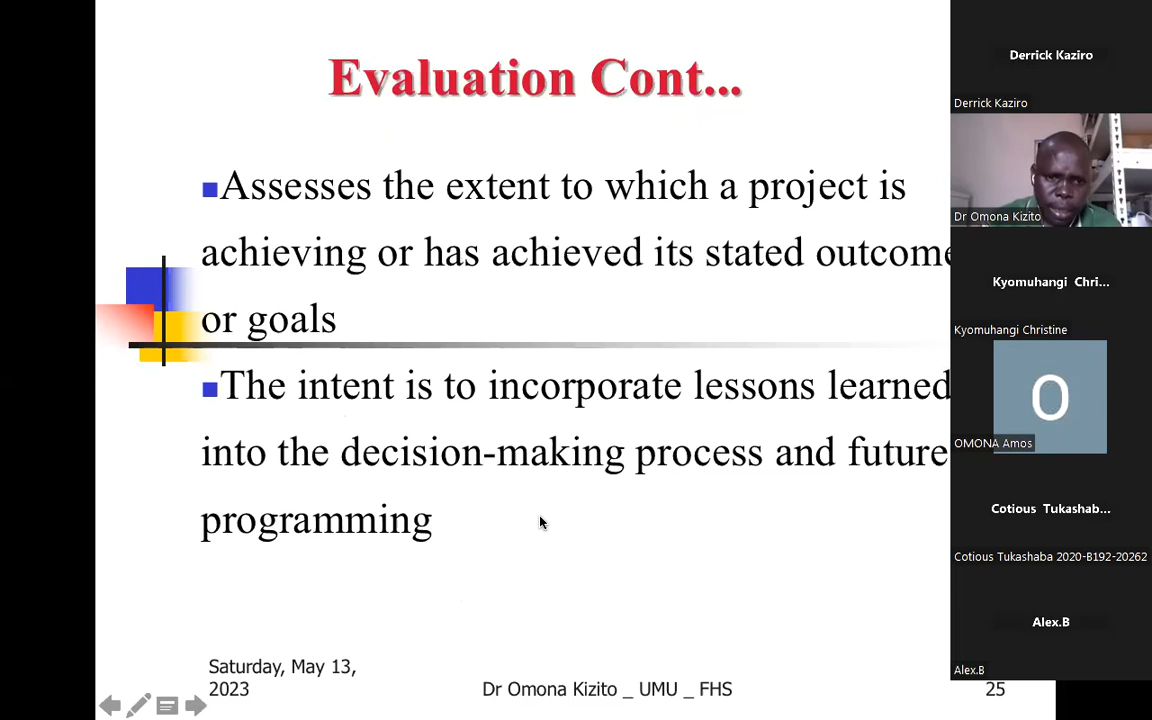 Evaluation Cont...
Assesses the extent to which a project is
achieving or has achieved its stated outcome
or goals
The intent is to incorporate lessons learned
into the decision-making process and future
programming
Saturday, May 13,
2023
Dr Omona Kizito _ UMU _ FHS
25
Derrick Kaziro
Derrick Kaziro
Dr Omona Kizito
Kyomuhangi Chri...
Kyomuhangi Christine
O
OMONA Amos
Cotious Tukashab...
Cotious Tukashaba 2020-B192-20262
Alex.B
Alex.B